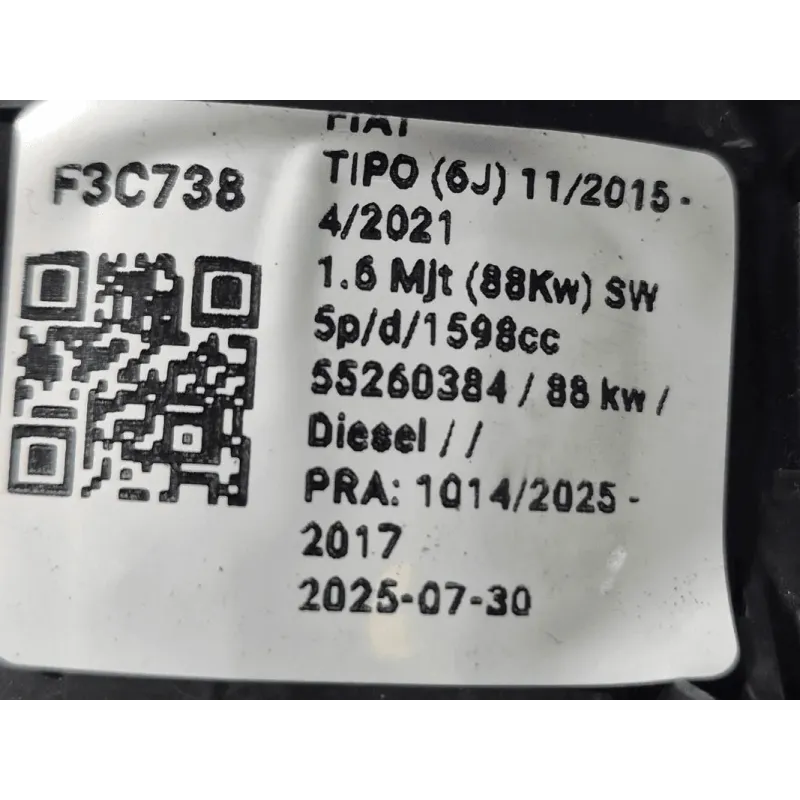 F3C738
FIAT
TIPO (6J) 11/2015 -
4/2021
1.6 Mjt (88Kw) SW
5p/d/1598cc
55260384 / 88 kw /
Diesel / /
PRA: 1014/2025 -
2017
2025-07-30